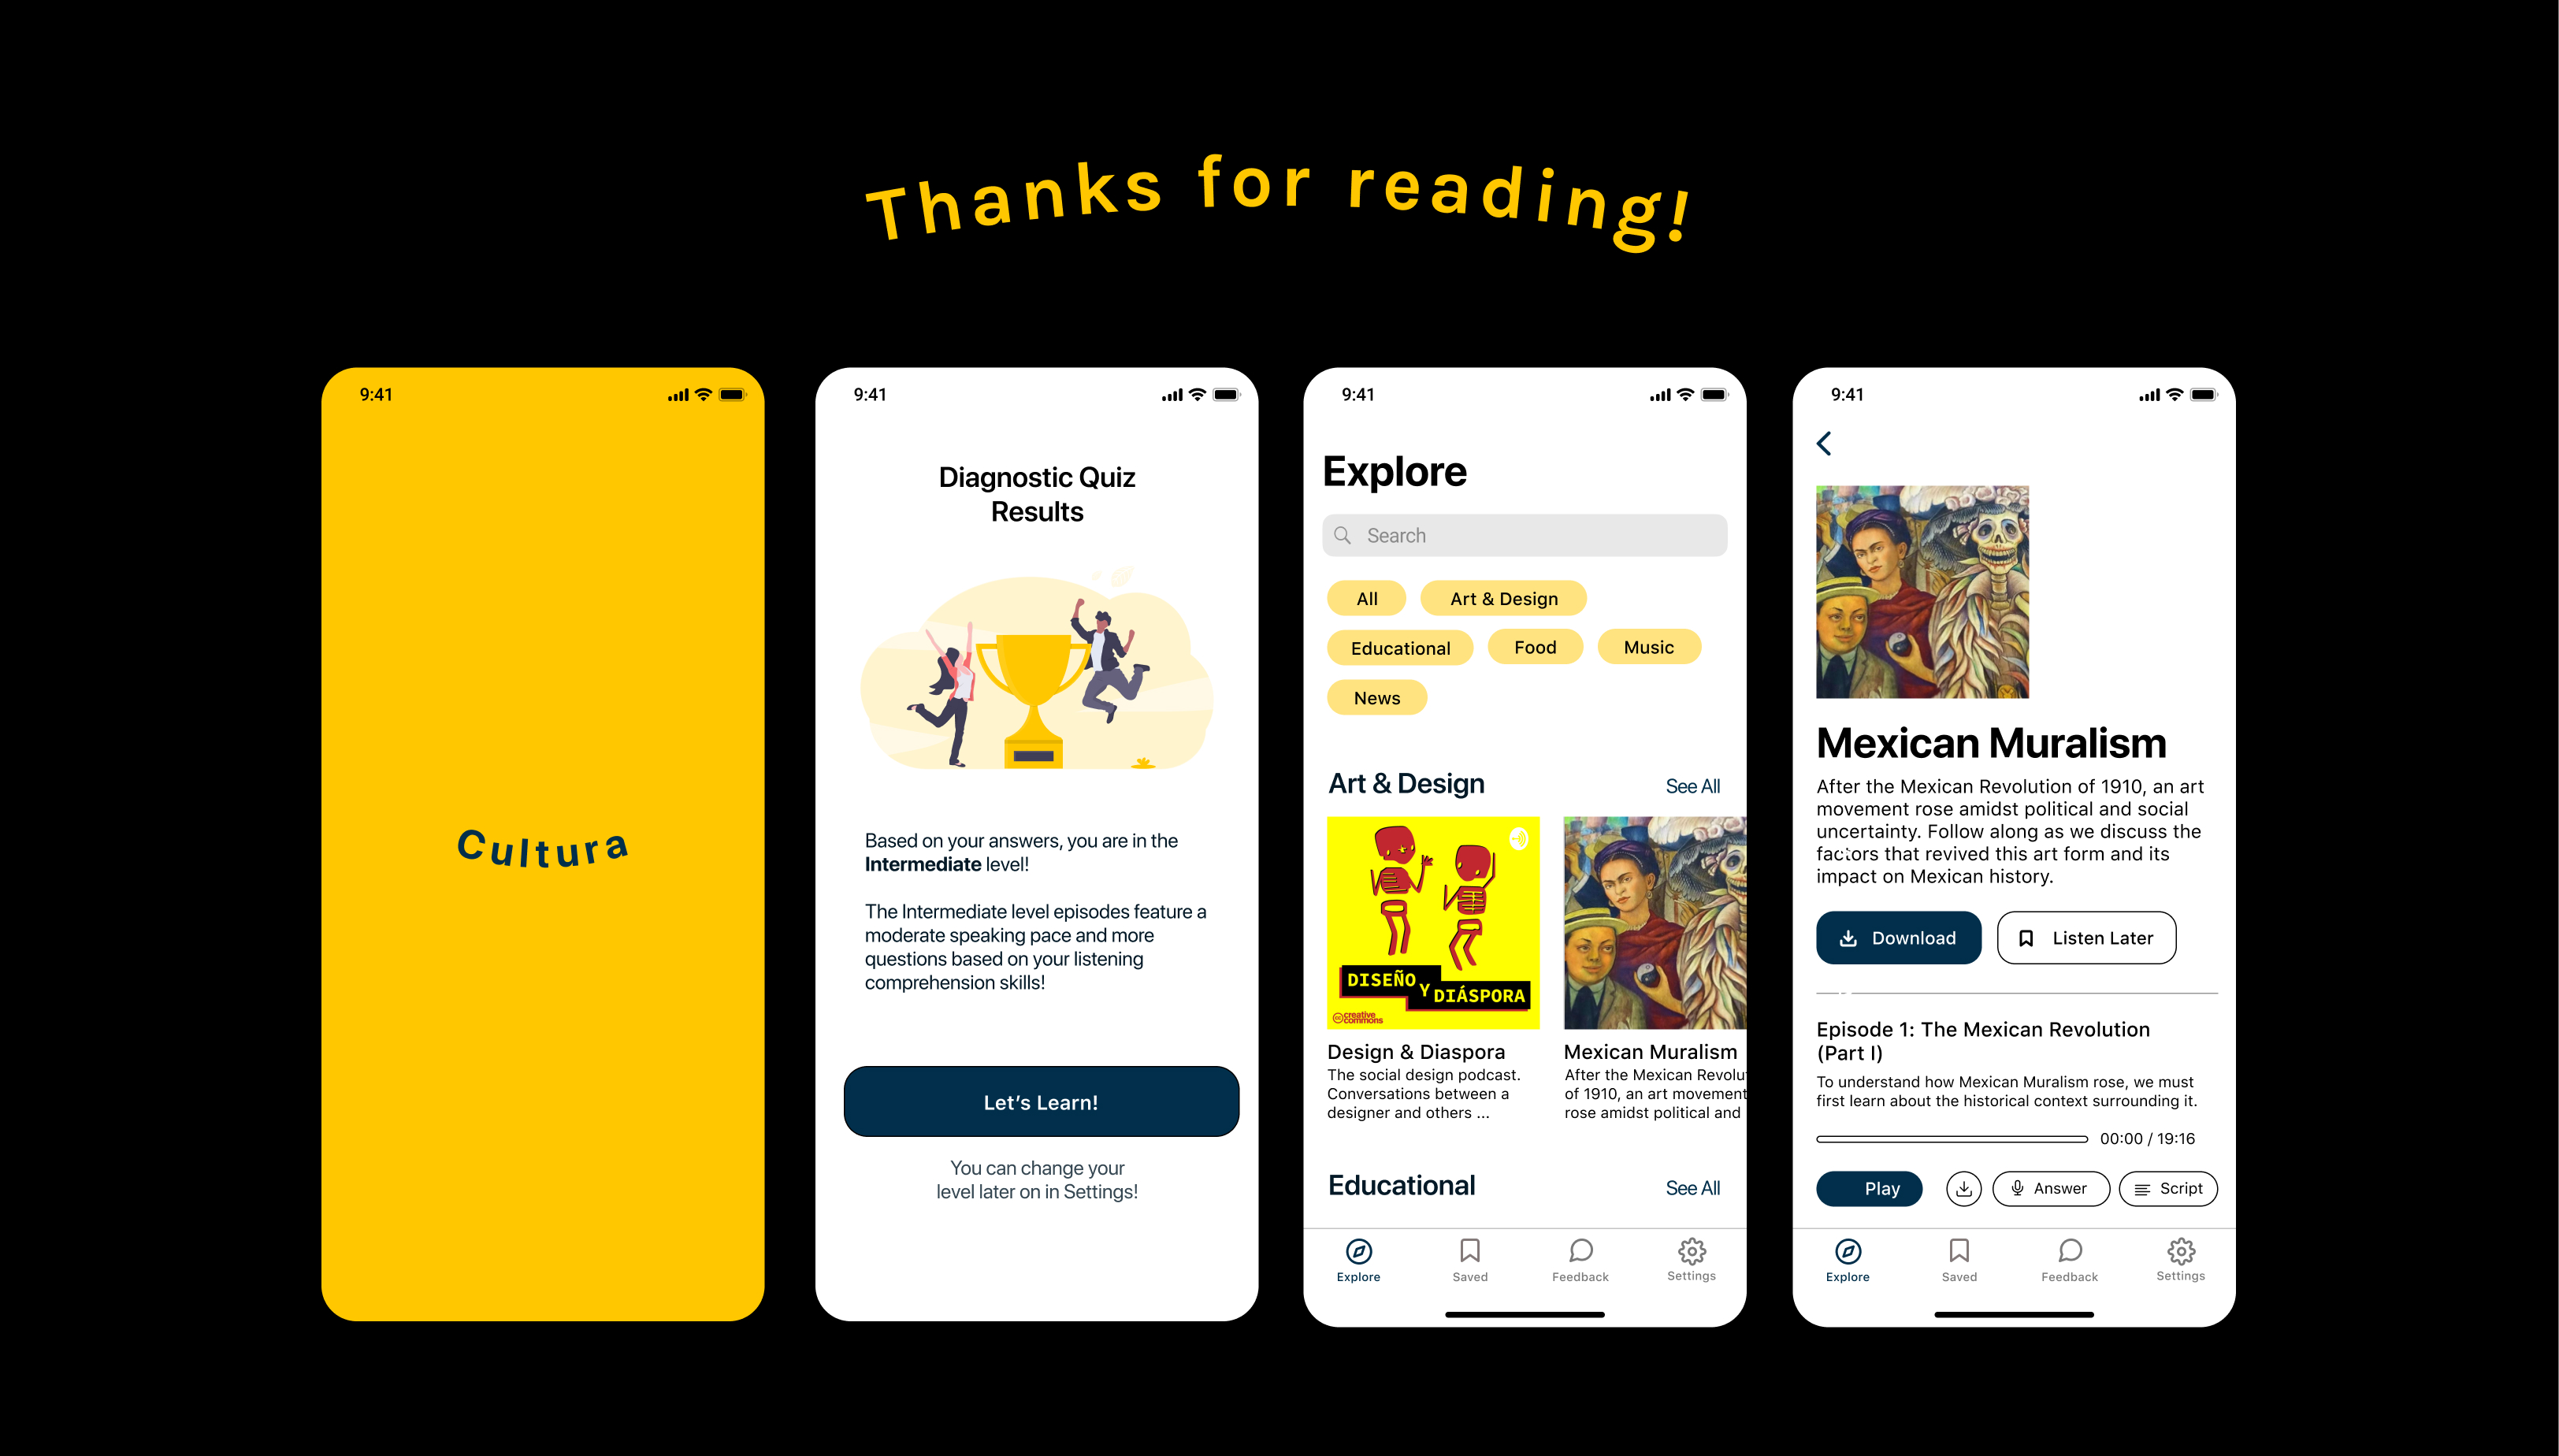 Thanks for reading!
9:41
Cultura
9:41
Diagnostic Quiz
Results
Based on your answers, you are in the
Intermediate level!
The Intermediate level episodes feature a
moderate speaking pace and more
questions based on your listening
comprehension skills!
Let’s Learn!
You can change your
level later on in Settings!
9:41
Explore
Search
All
Art & Design
Educational
Food
Music
News
Art & Design
See All
DISEÑO
Y
DIÁSPORA
cc creative
commons
Design & Diaspora
The social design podcast.
Conversations between a
designer and others ...
Mexican Muralism
After the Mexican Revolu
of 1910, an art movement
rose amidst political and
Educational
See All
Explore
Saved
Feedback
Settings
9:41
Mexican Muralism
After the Mexican Revolution of 1910, an art
movement rose amidst political and social
uncertainty. Follow along as we discuss the
factors that revived this art form and its
impact on Mexican history.
Download
Listen Later
Episode 1: The Mexican Revolution
(Part I)
To understand how Mexican Muralism rose, we must
first learn about the historical context surrounding it.
00:00 / 19:16
Play
Answer
Script
Explore
Saved
Feedback
Settings